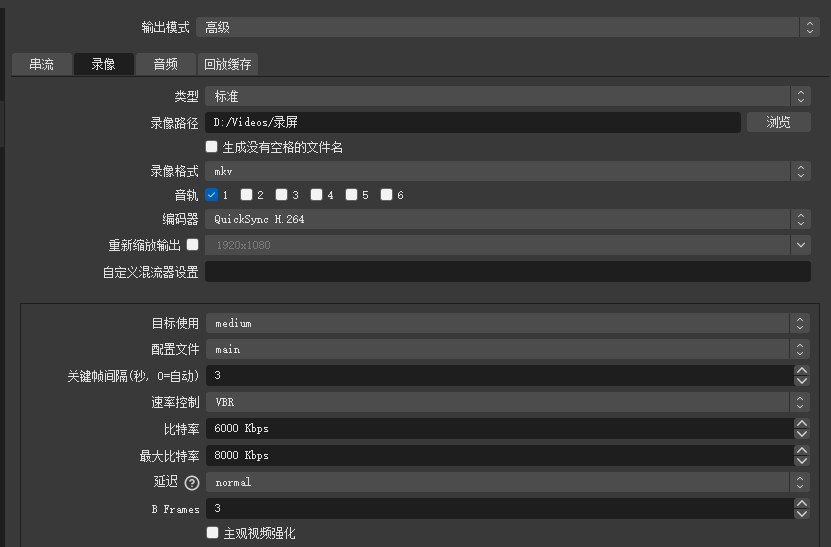 输出模式 高级
串流 录像 音频 回放缓存
类型 标准
录像路径 D:/Videos/录屏 浏览
生成没有空格的文件名
录像格式 mkv
音轨 1 2 3 4 5 6
编码器 QuickSync H.264
重新缩放输出 1920x1080
自定义混流器设置
目标使用 medium
配置文件 main
关键帧间隔(秒, 0=自动) 3
速率控制 VBR
比特率 6000 Kbps
最大比特率 8000 Kbps
延迟 ? normal
B Frames 3
主观视频强化